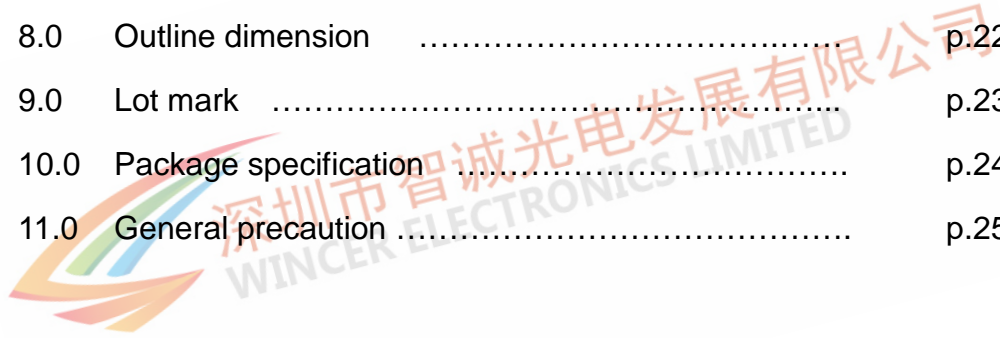 8.0 Outline dimension ……………………………….…… p.22
9.0 Lot mark ………………………………………………….. p.23
10.0 Package specification ………………………………. p.24
11.0 General precaution ……………………………………. p.25
深圳市智诚光电发展有限公司
WINCER ELECTRONICS LIMITED